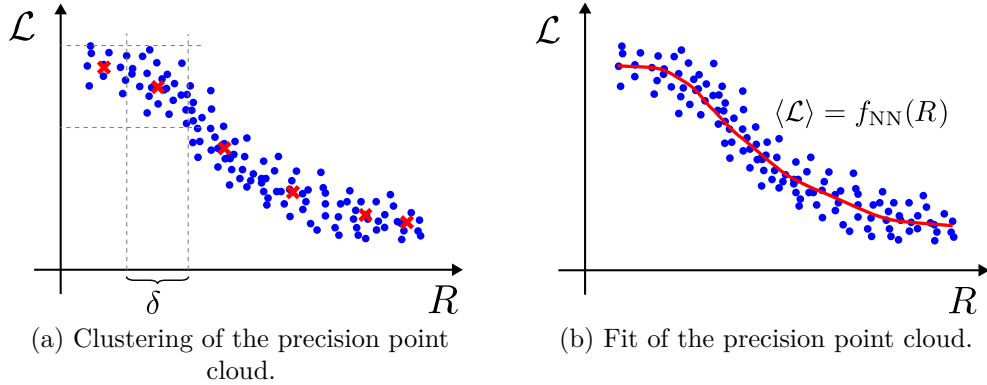 ℒ
δ
R
(a) Clustering of the precision point
cloud.
ℒ
⟨ℒ⟩ = f_NN(R)
R
(b) Fit of the precision point cloud.